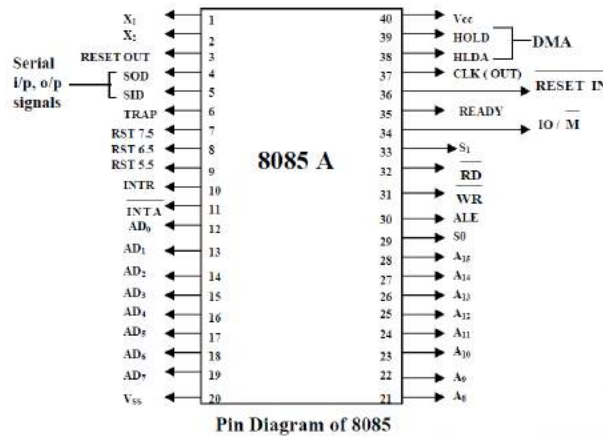 X₁ 1 40 Vcc
X₂ 2 39 HOLD
RESET OUT 3 38 HLDA
DMA
Serial
i/p, o/p
signals
SOD 4 37 CLK ( OUT)
SID 5 36 RESET IN
TRAP 6 35 READY
RST 7.5 7 34 IO / M
RST 6.5 8 33 S₁
RST 5.5 9 32 RD
8085 A
INTR 10 31 WR
INTA 11 30 ALE
AD₀ 12 29 S0
AD₁ 13 28 A₁₅
AD₂ 14 27 A₁₄
AD₃ 15 26 A₁₃
AD₄ 16 25 A₁₂
AD₅ 17 24 A₁₁
AD₆ 18 23 A₁₀
AD₇ 19 22 A₉
Vss 20 21 A₈
Pin Diagram of 8085